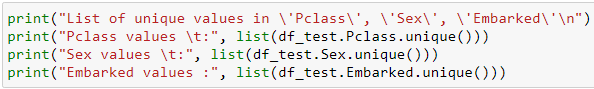 print("List of unique values in \'Pclass\', \'Sex\', \'Embarked\'\n")
print("Pclass values \t:", list(df_test.Pclass.unique()))
print("Sex values \t:", list(df_test.Sex.unique()))
print("Embarked values :", list(df_test.Embarked.unique()))